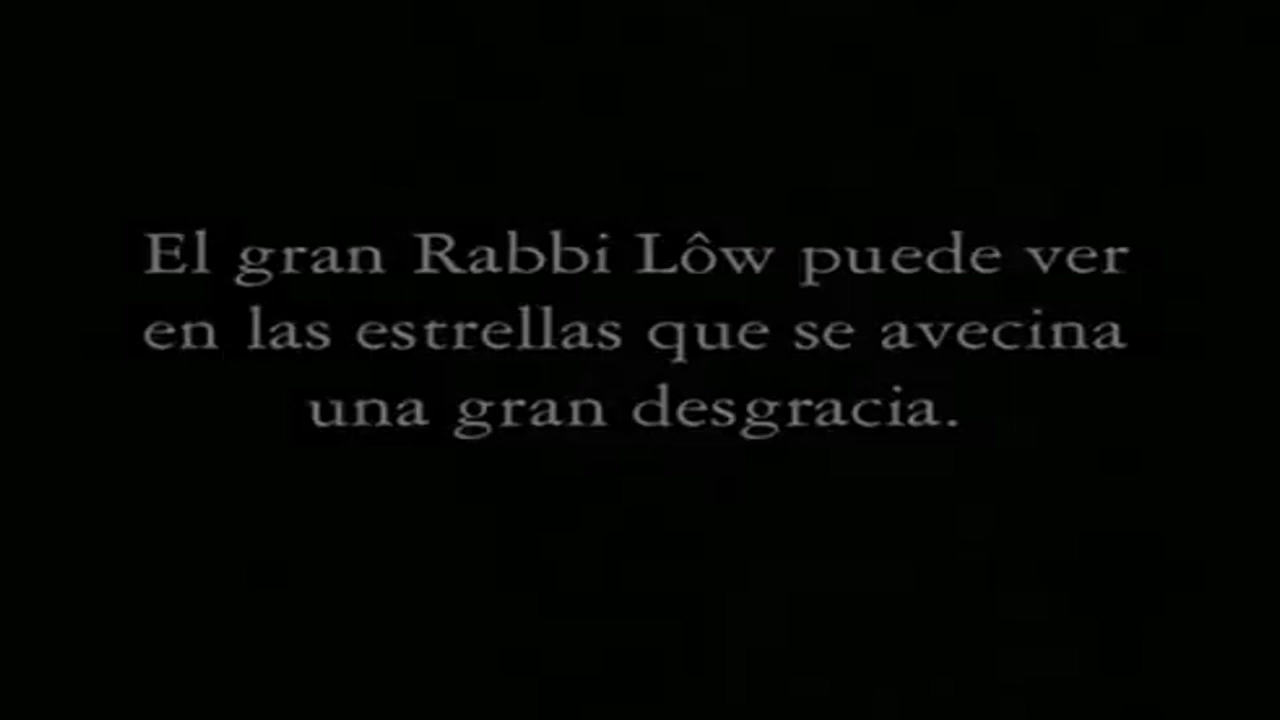 El gran Rabbi Lôw puede ver
en las estrellas que se avecina
una gran desgracia.